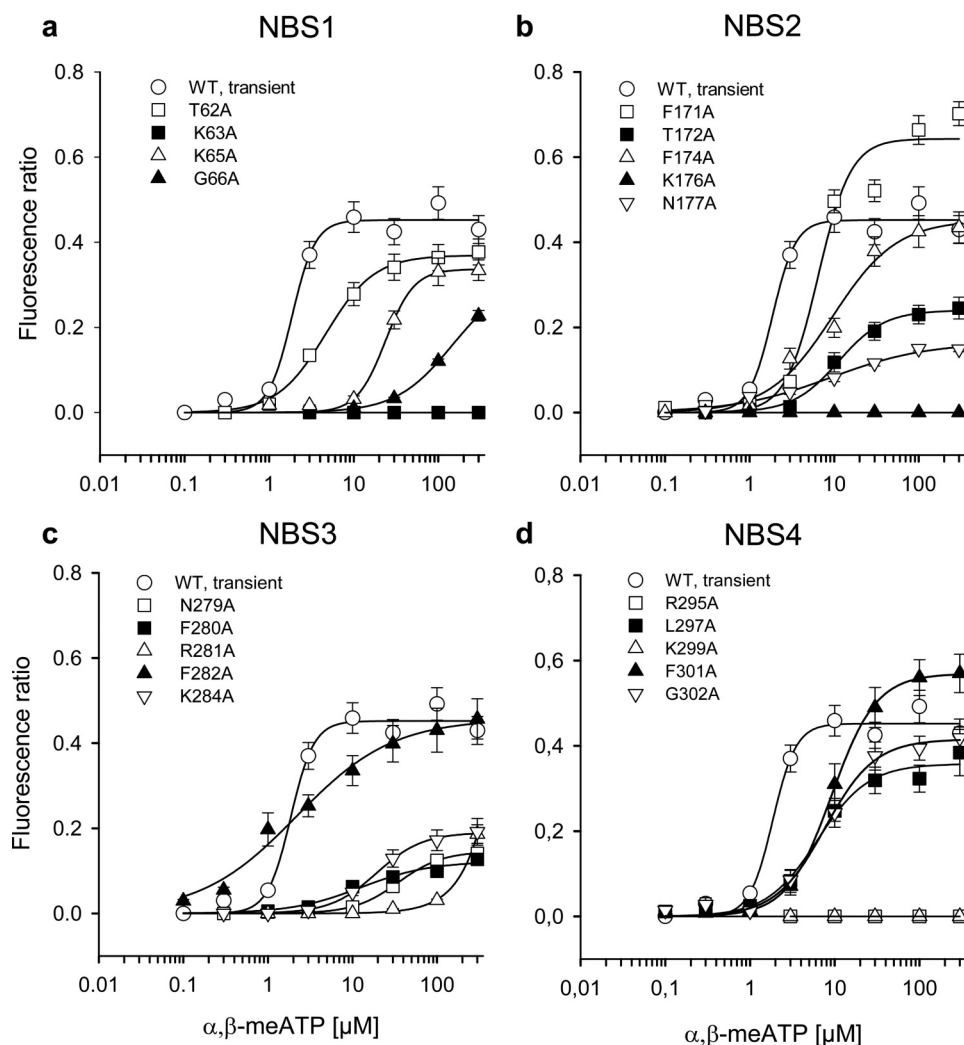 a NBS1
0.8
0.6
0.4
0.2
0.0
Fluorescence ratio
WT, transient
T62A
K63A
K65A
G66A
0.01 0.1 1 10 100
b NBS2
0.8
0.6
0.4
0.2
0.0
WT, transient
F171A
T172A
F174A
K176A
N177A
0.01 0.1 1 10 100
c NBS3
0.8
0.6
0.4
0.2
0.0
Fluorescence ratio
WT, transient
N279A
F280A
R281A
F282A
K284A
0.01 0.1 1 10 100
α,β-meATP [µM]
d NBS4
0,8
0,6
0,4
0,2
0,0
WT, transient
R295A
L297A
K299A
F301A
G302A
0,01 0,1 1 10 100
α,β-meATP [µM]